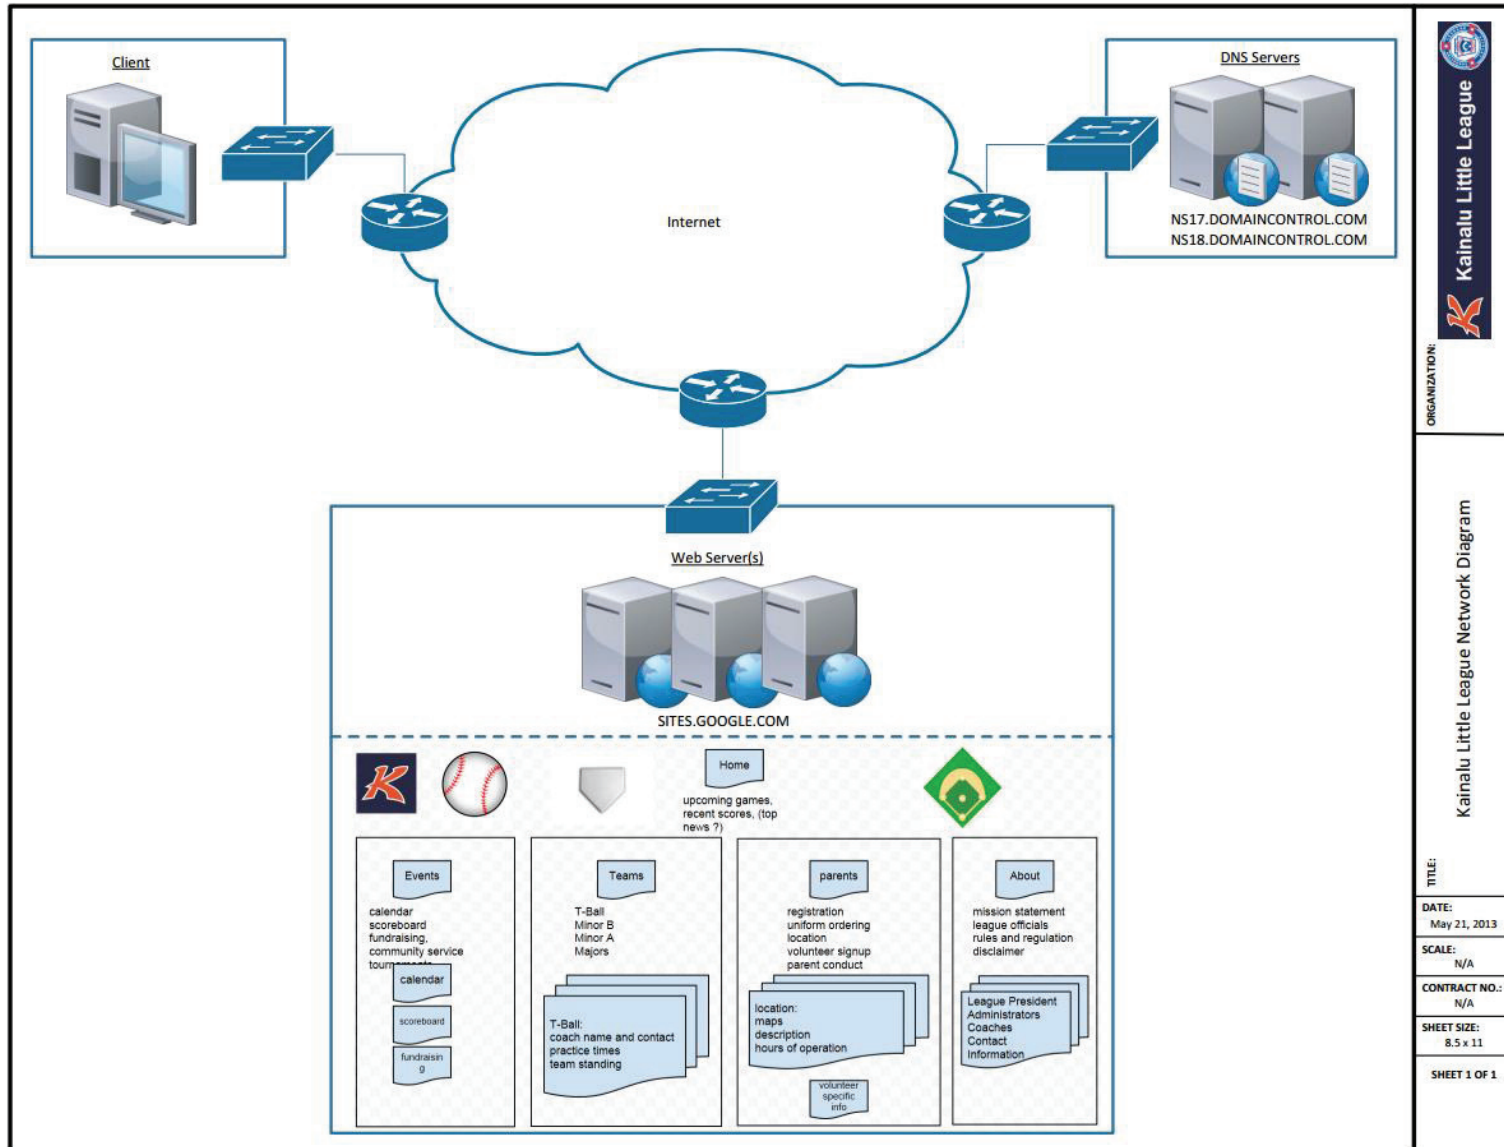 Client
DNS Servers
NS17.DOMAINCONTROL.COM
NS18.DOMAINCONTROL.COM
Internet
Web Server(s)
SITES.GOOGLE.COM
Home
upcoming games,
recent scores, (top
news ?)
Events
calendar
scoreboard
fundraising,
community service
tournaments
calendar
scoreboard
fundraisin
g
Teams
T-Ball
Minor B
Minor A
Majors
T-Ball:
coach name and contact
practice times
team standing
parents
registration
uniform ordering
location
volunteer signup
parent conduct
location:
maps
description
hours of operation
volunteer
specific
info
About
mission statement
league officials
rules and regulation
disclaimer
League President
Administrators
Coaches
Contact
Information
ORGANIZATION:
K Kainalu Little League
TITLE:
Kainalu Little League Network Diagram
DATE:
May 21, 2013
SCALE:
N/A
CONTRACT NO.:
N/A
SHEET SIZE:
8.5 x 11
SHEET 1 OF 1